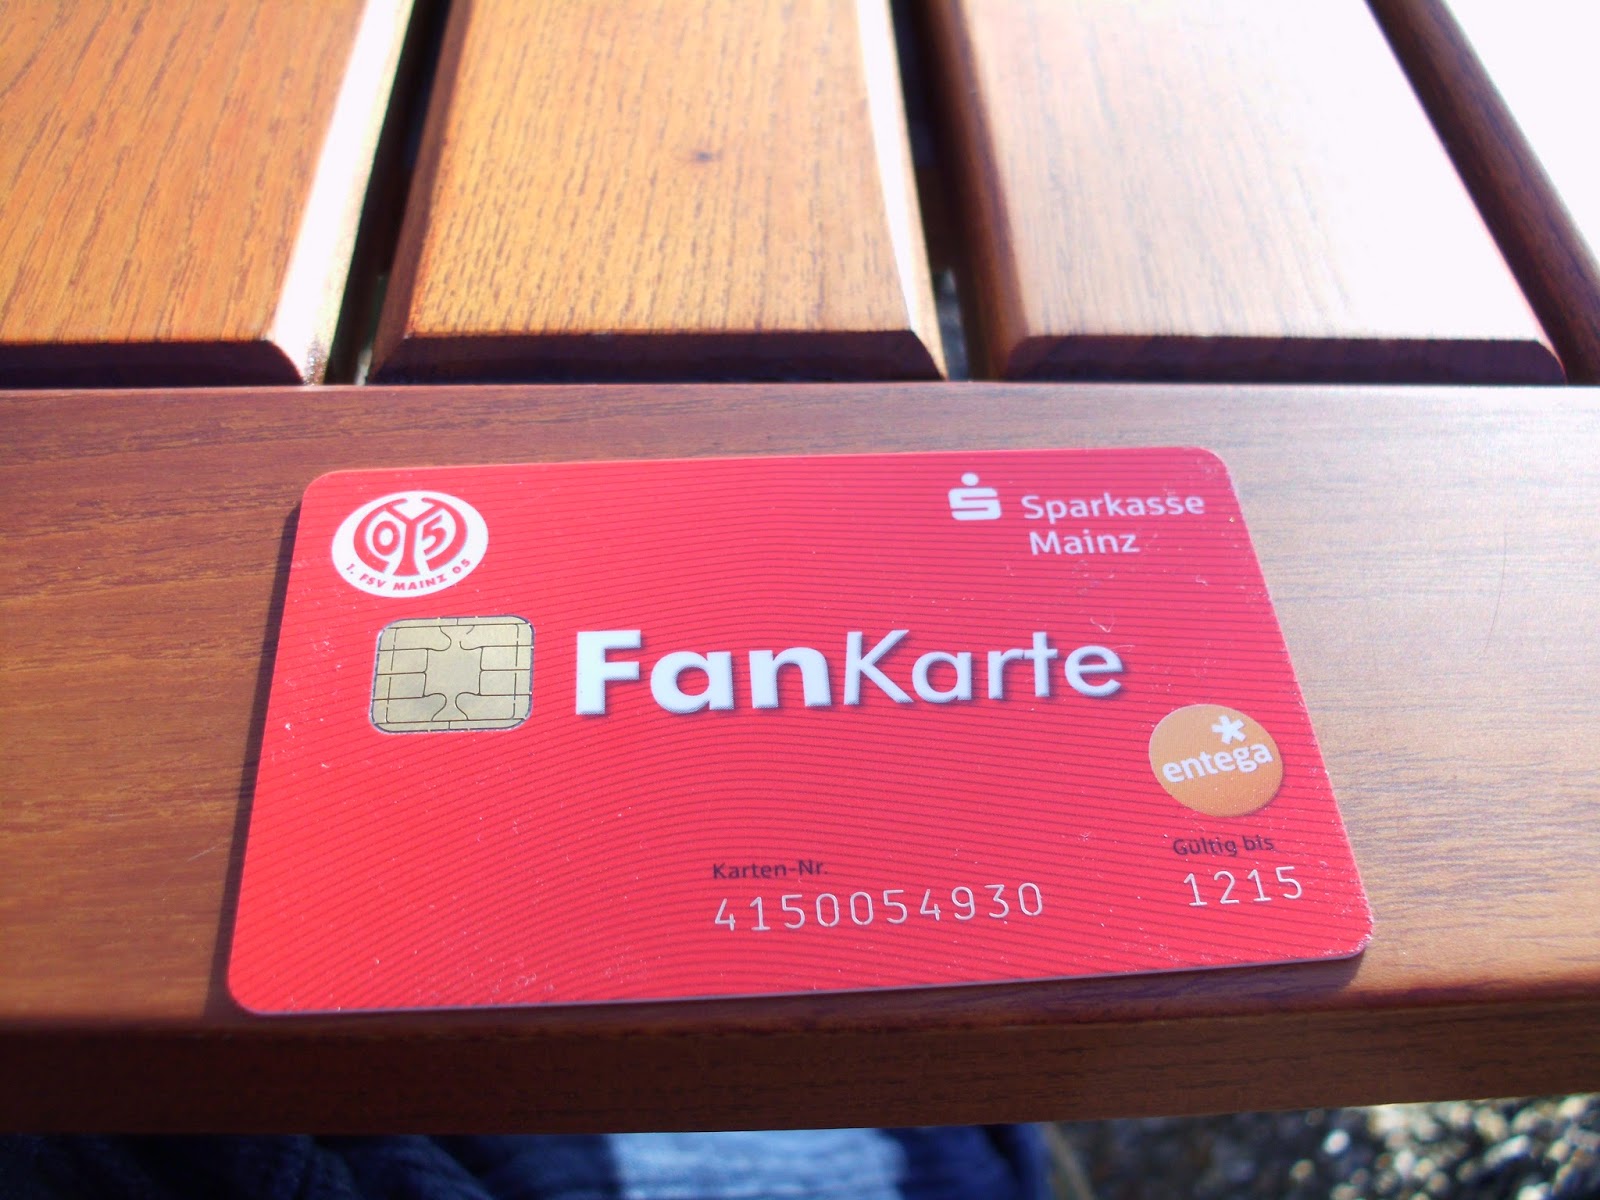 05
1. FSV MAINZ 05
Sparkasse
Mainz
FanKarte
entega
Karten-Nr.
4150054930
Gültig bis
1215